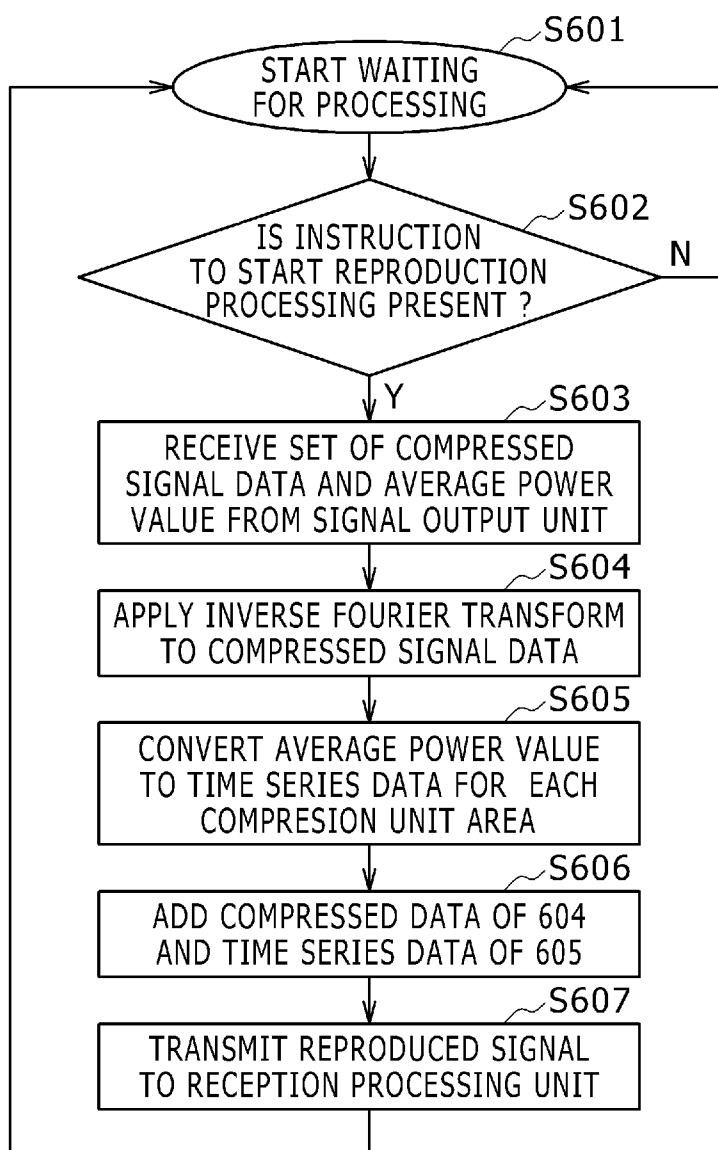 S601
START WAITING
FOR PROCESSING
S602
IS INSTRUCTION
TO START REPRODUCTION
PROCESSING PRESENT ?
N
Y
S603
RECEIVE SET OF COMPRESSED
SIGNAL DATA AND AVERAGE POWER
VALUE FROM SIGNAL OUTPUT UNIT
S604
APPLY INVERSE FOURIER TRANSFORM
TO COMPRESSED SIGNAL DATA
S605
CONVERT AVERAGE POWER VALUE
TO TIME SERIES DATA FOR EACH
COMPRESION UNIT AREA
S606
ADD COMPRESSED DATA OF 604
AND TIME SERIES DATA OF 605
S607
TRANSMIT REPRODUCED SIGNAL
TO RECEPTION PROCESSING UNIT